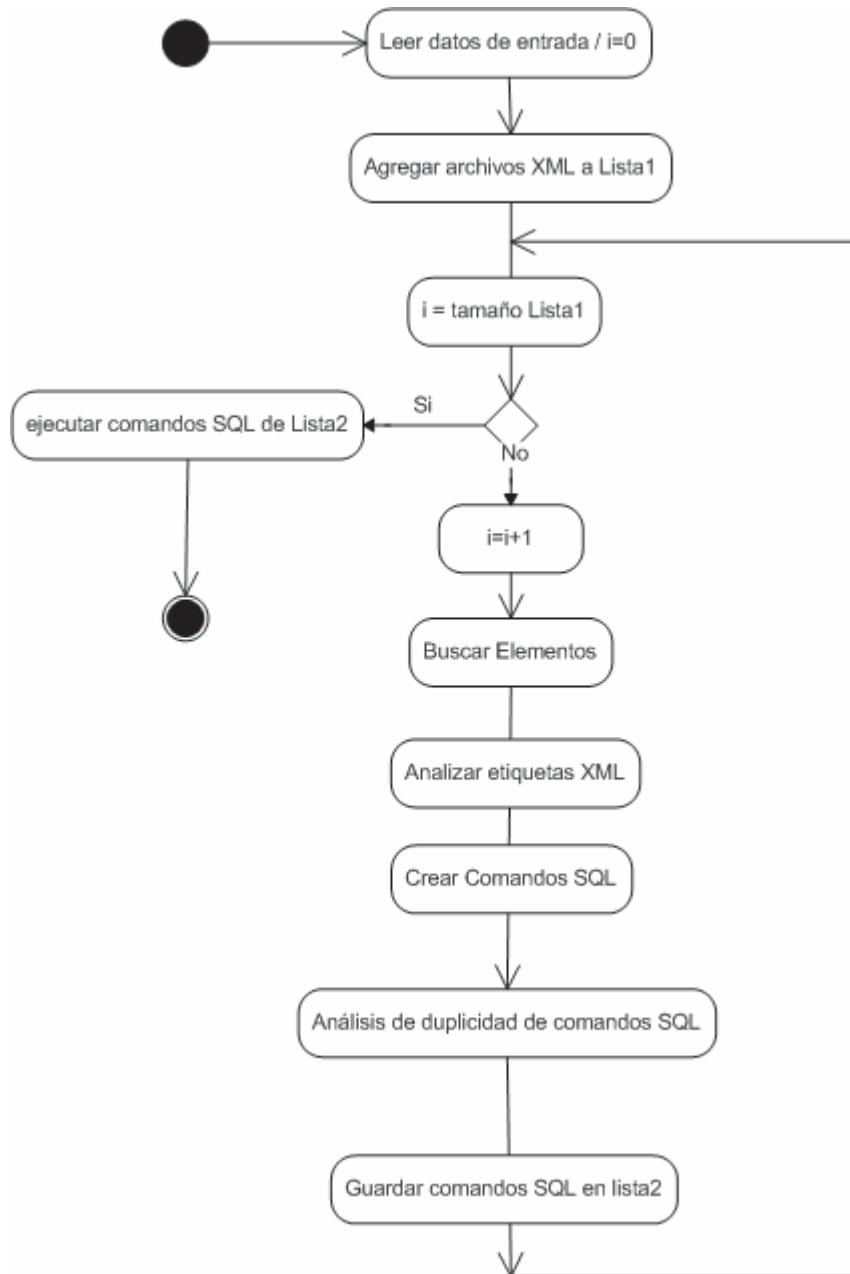 Leer datos de entrada / i=0
Agregar archivos XML a Lista1
i = tamaño Lista1
Si
ejecutar comandos SQL de Lista2
No
i=i+1
Buscar Elementos
Analizar etiquetas XML
Crear Comandos SQL
Análisis de duplicidad de comandos SQL
Guardar comandos SQL en lista2